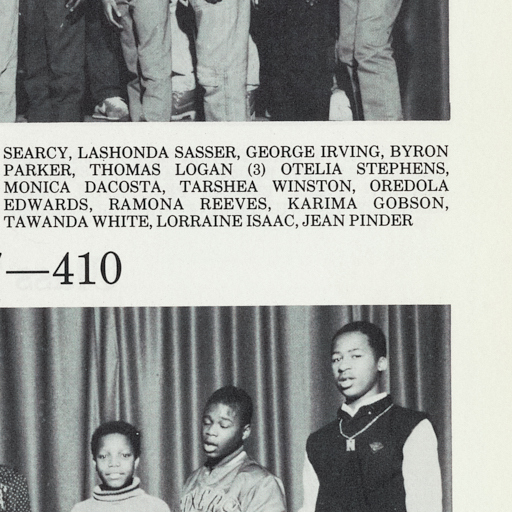 SEARCY, LASHONDA SASSER, GEORGE IRVING, BYRON
PARKER, THOMAS LOGAN (3) OTELIA STEPHENS,
MONICA DACOSTA, TARSHEA WINSTON, OREDOLA
EDWARDS, RAMONA REEVES, KARIMA GOBSON,
TAWANDA WHITE, LORRAINE ISAAC, JEAN PINDER
—410